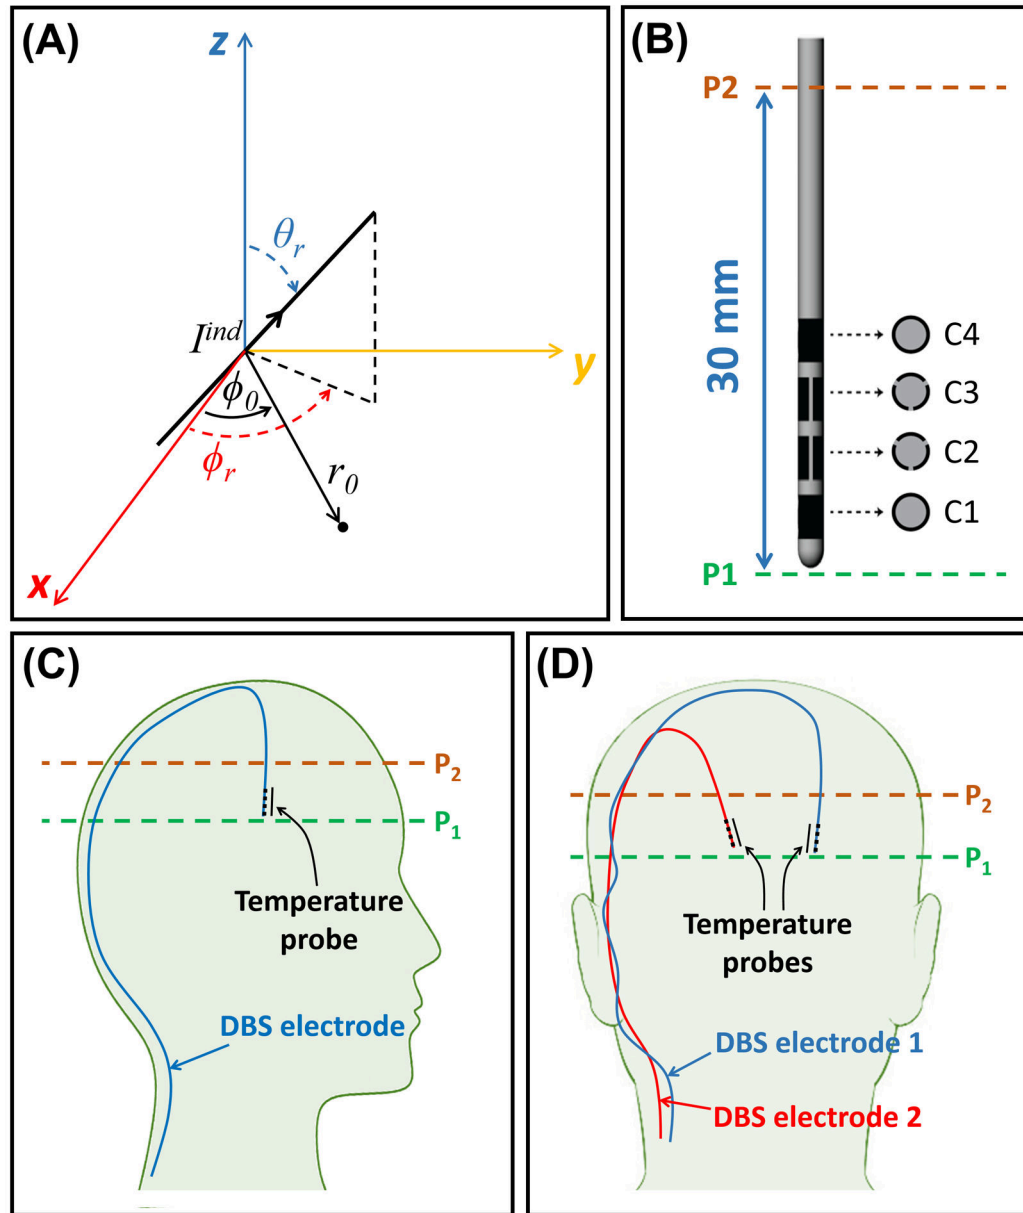 (A)
z
θr
I^ind
y
ϕ0
ϕr
r0
x
(B)
P2
30 mm
C4
C3
C2
C1
P1
(C)
P2
P1
Temperature
probe
DBS electrode
(D)
P2
P1
Temperature
probes
DBS electrode 1
DBS electrode 2